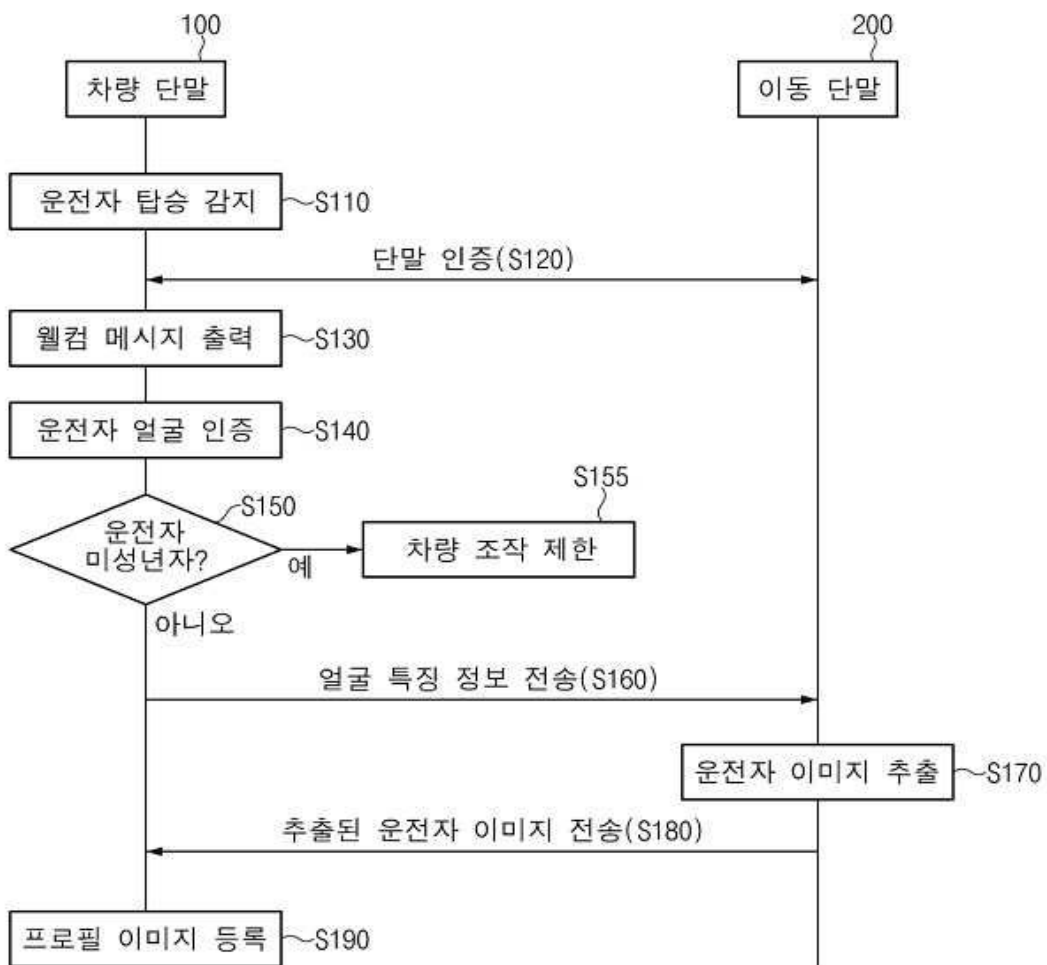 100
200
차량 단말
이동 단말
운전자 탑승 감지
S110
단말 인증(S120)
웰컴 메시지 출력
S130
운전자 얼굴 인증
S140
S150
운전자
미성년자?
예
S155
차량 조작 제한
아니오
얼굴 특징 정보 전송(S160)
운전자 이미지 추출
S170
추출된 운전자 이미지 전송(S180)
프로필 이미지 등록
S190